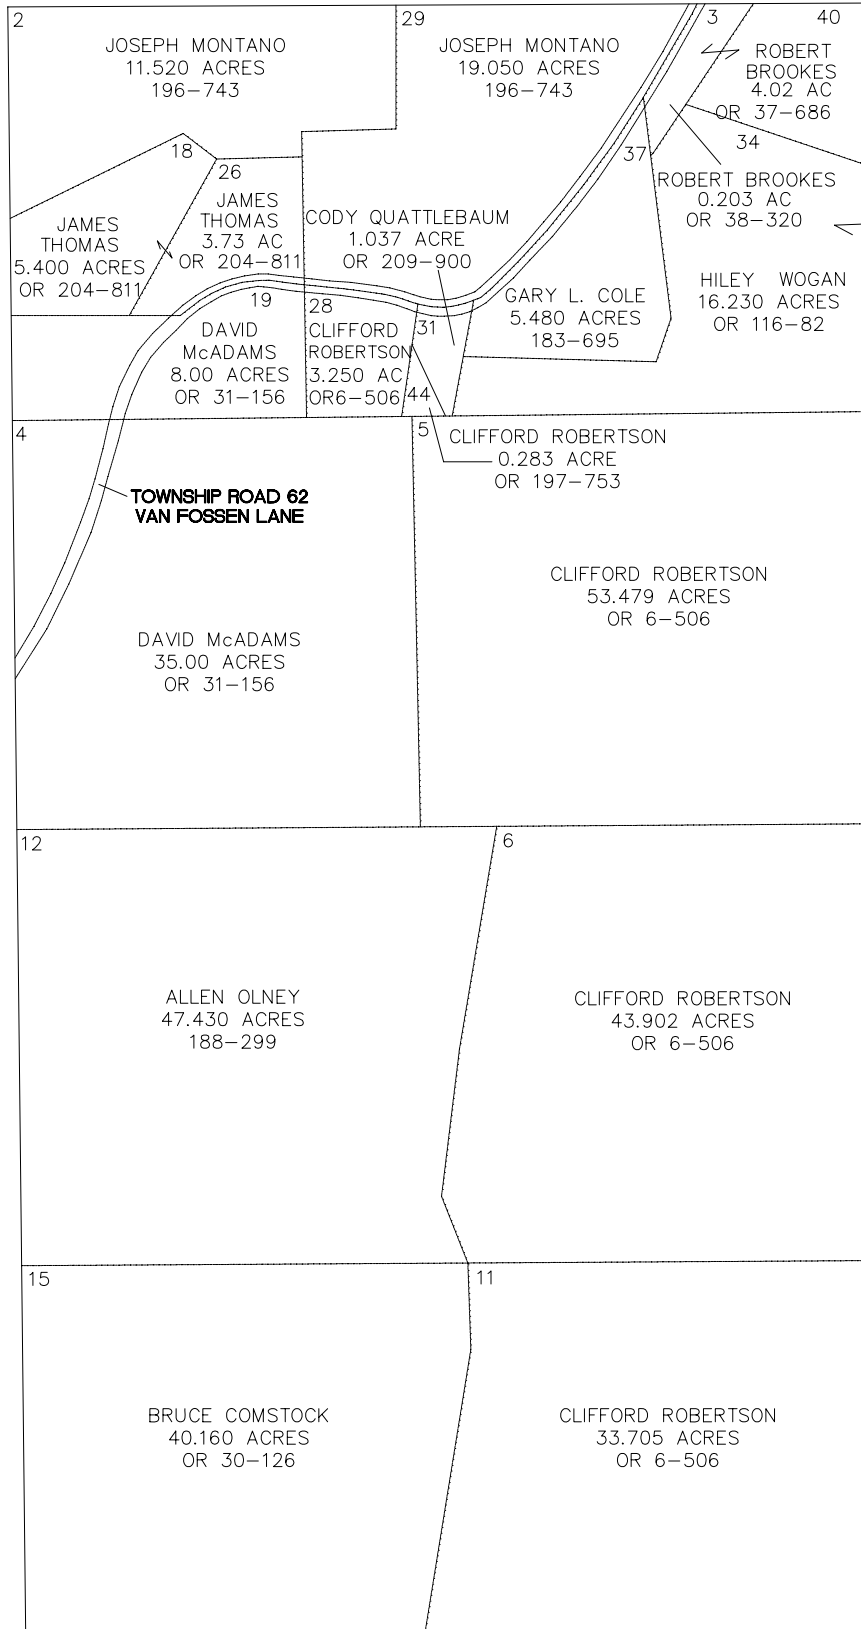 2
JOSEPH MONTANO
11.520 ACRES
196-743
29
JOSEPH MONTANO
19.050 ACRES
196-743
3
40
ROBERT
BROOKES
4.02 AC
OR 37-686
18
26
37
34
JAMES
THOMAS
5.400 ACRES
OR 204-811
JAMES
THOMAS
3.73 AC
OR 204-811
CODY QUATTLEBAUM
1.037 ACRE
OR 209-900
ROBERT BROOKES
0.203 AC
OR 38-320
HILEY WOGAN
16.230 ACRES
OR 116-82
19
DAVID
McADAMS
8.00 ACRES
OR 31-156
28
CLIFFORD
ROBERTSON
3.250 AC
OR6-506
31
GARY L. COLE
5.480 ACRES
183-695
44
4
5
CLIFFORD ROBERTSON
0.283 ACRE
OR 197-753
TOWNSHIP ROAD 62
VAN FOSSEN LANE
CLIFFORD ROBERTSON
53.479 ACRES
OR 6-506
DAVID McADAMS
35.00 ACRES
OR 31-156
12
6
ALLEN OLNEY
47.430 ACRES
188-299
CLIFFORD ROBERTSON
43.902 ACRES
OR 6-506
15
11
BRUCE COMSTOCK
40.160 ACRES
OR 30-126
CLIFFORD ROBERTSON
33.705 ACRES
OR 6-506